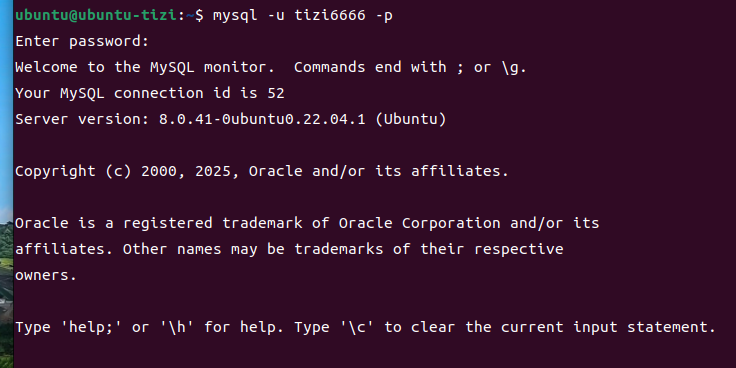 ubuntu@ubuntu-tizi:~$ mysql -u tizi6666 -p
Enter password:
Welcome to the MySQL monitor.  Commands end with ; or \g.
Your MySQL connection id is 52
Server version: 8.0.41-0ubuntu0.22.04.1 (Ubuntu)
Copyright (c) 2000, 2025, Oracle and/or its affiliates.
Oracle is a registered trademark of Oracle Corporation and/or its
affiliates. Other names may be trademarks of their respective
owners.
Type 'help;' or '\h' for help. Type '\c' to clear the current input statement.